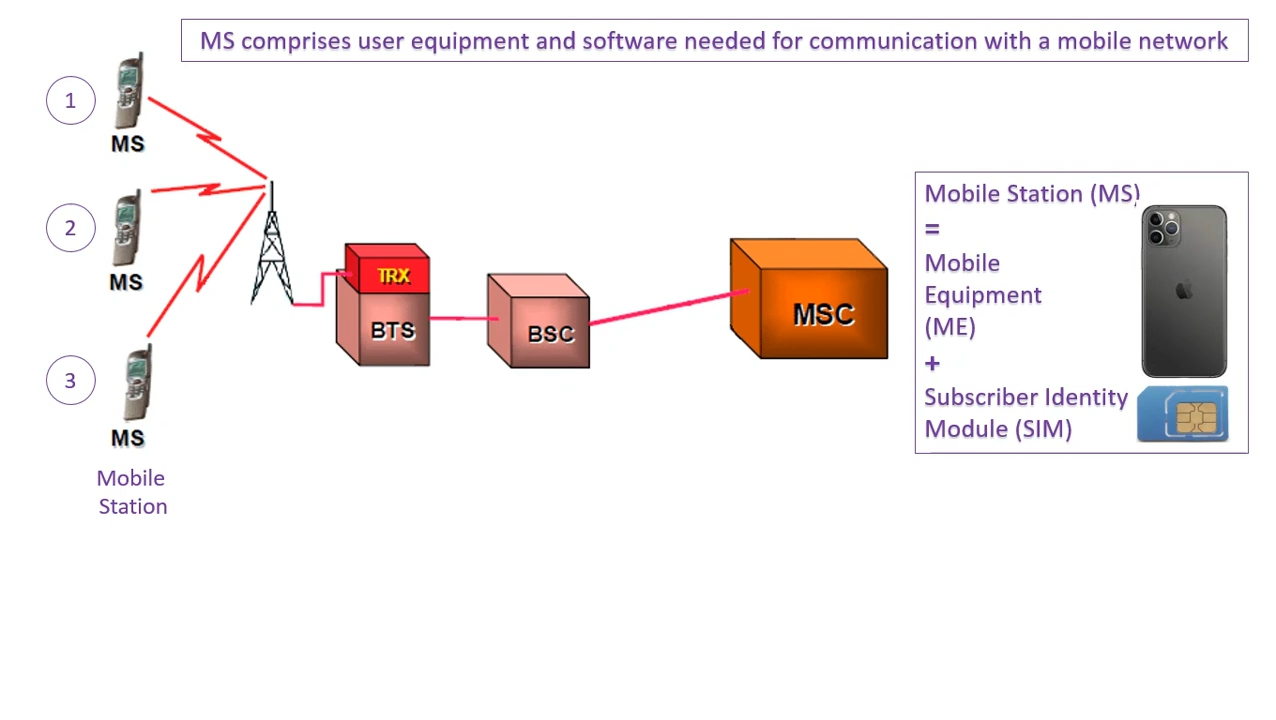 MS comprises user equipment and software needed for communication with a mobile network
1
MS
2
MS
3
MS
Mobile
Station
TRX
BTS
BSC
MSC
Mobile Station (MS)
=
Mobile
Equipment
(ME)
+
Subscriber Identity
Module (SIM)